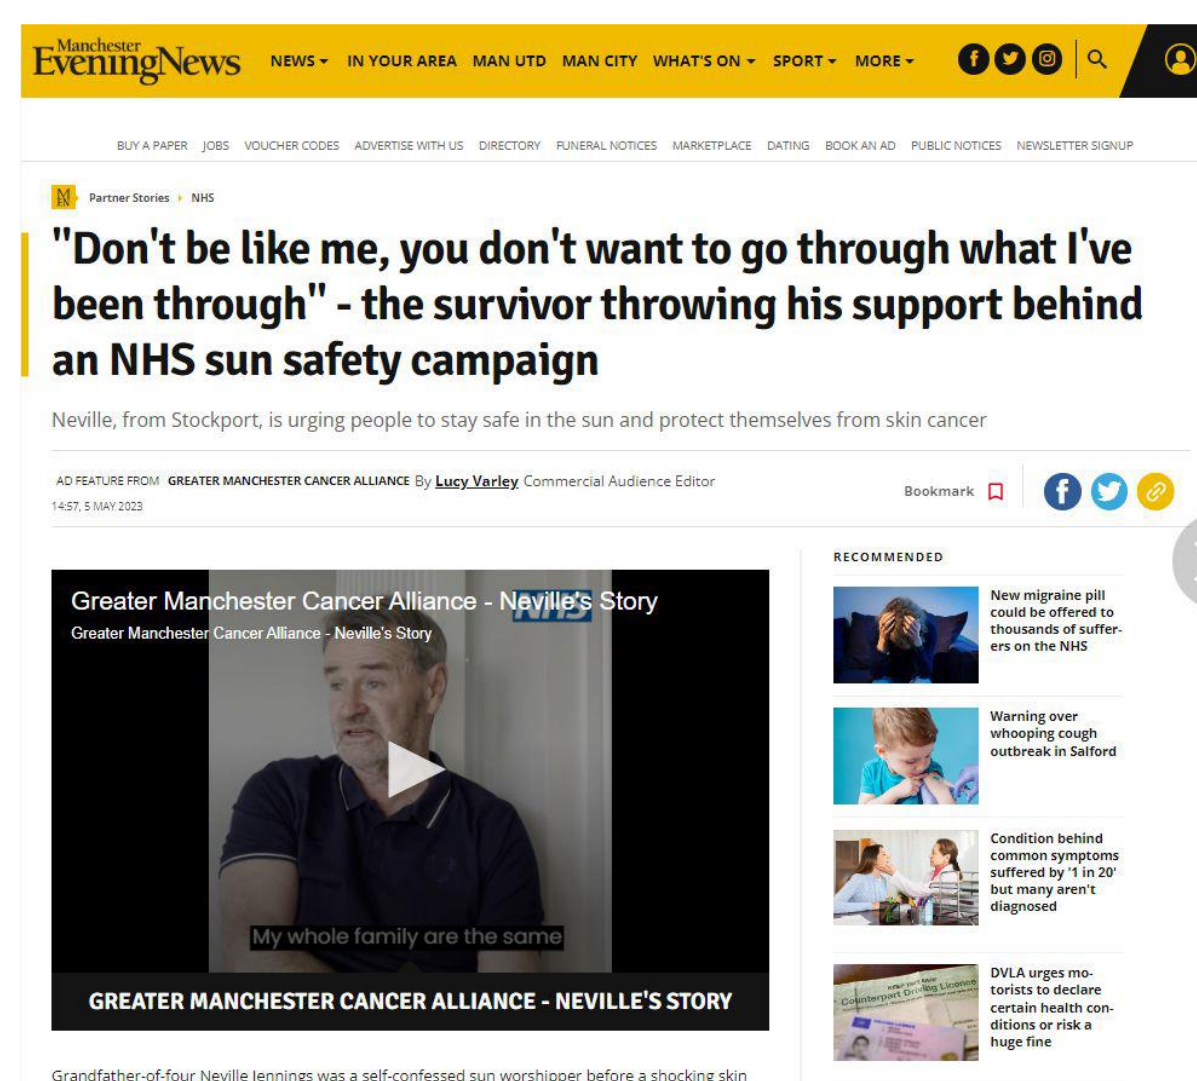 Manchester
EveningNews
NEWS
IN YOUR AREA
MAN UTD
MAN CITY
WHAT'S ON
SPORT
MORE
BUY A PAPER
JOBS
VOUCHER CODES
ADVERTISE WITH US
DIRECTORY
FUNERAL NOTICES
MARKETPLACE
DATING
BOOK AN AD
PUBLIC NOTICES
NEWSLETTER SIGNUP
M
EN
Partner Stories
NHS
"Don't be like me, you don't want to go through what I've
been through" - the survivor throwing his support behind
an NHS sun safety campaign
Neville, from Stockport, is urging people to stay safe in the sun and protect themselves from skin cancer
AD FEATURE FROM GREATER MANCHESTER CANCER ALLIANCE By Lucy Varley Commercial Audience Editor
14:57, 5 MAY 2023
Bookmark
Greater Manchester Cancer Alliance - Neville's Story
NHS
Greater Manchester Cancer Alliance - Neville's Story
My whole family are the same
GREATER MANCHESTER CANCER ALLIANCE - NEVILLE'S STORY
Grandfather-of-four Neville Jennings was a self-confessed sun worshipper before a shocking skin
RECOMMENDED
New migraine pill
could be offered to
thousands of suffer-
ers on the NHS
Warning over
whooping cough
outbreak in Salford
Condition behind
common symptoms
suffered by '1 in 20'
but many aren't
diagnosed
Counterpart Driving Licence
DVLA urges mo-
torists to declare
certain health con-
ditions or risk a
huge fine